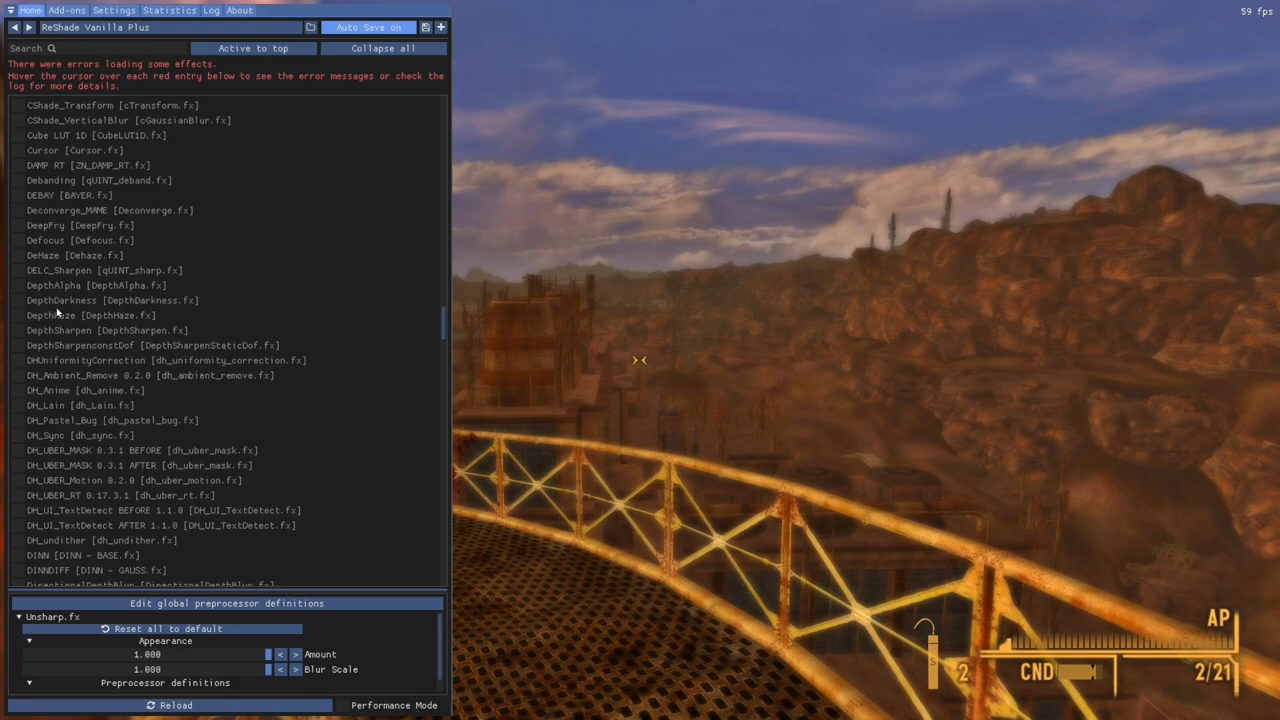 Home Add-ons Settings Statistics Log About
59 fps
ReShade Vanilla Plus Auto Save on
Search Active to top Collapse all
There were errors loading some effects.
Hover the cursor over each red entry below to see the error messages or check the
log for more details.
CShade_Transform [cTransform.fx]
CShade_VerticalBlur [cGaussianBlur.fx]
Cube LUT 1D [CubeLUT1D.fx]
Cursor [Cursor.fx]
DAMP RT [ZN_DAMP_RT.fx]
Debanding [qUINT_deband.fx]
DEBAY [BAYER.fx]
Deconverge_MAME [Deconverge.fx]
DeepFry [DeepFry.fx]
Defocus [Defocus.fx]
DeHaze [Dehaze.fx]
DELC_Sharpen [qUINT_sharp.fx]
DepthAlpha [DepthAlpha.fx]
DepthDarkness [DepthDarkness.fx]
DepthHaze [DepthHaze.fx]
DepthSharpen [DepthSharpen.fx]
DepthSharpenconstDof [DepthSharpenStaticDof.fx]
DHUniformityCorrection [dh_uniformity_correction.fx]
DH_Ambient_Remove 0.2.0 [dh_ambient_remove.fx]
DH_Anime [dh_anime.fx]
DH_Lain [dh_Lain.fx]
DH_Pastel_Bug [dh_pastel_bug.fx]
DH_Sync [dh_sync.fx]
DH_UBER_MASK 0.3.1 BEFORE [dh_uber_mask.fx]
DH_UBER_MASK 0.3.1 AFTER [dh_uber_mask.fx]
DH_UBER_Motion 0.2.0 [dh_uber_motion.fx]
DH_UBER_RT 0.17.3.1 [dh_uber_rt.fx]
DH_UI_TextDetect BEFORE 1.1.0 [DH_UI_TextDetect.fx]
DH_UI_TextDetect AFTER 1.1.0 [DH_UI_TextDetect.fx]
DH_undither [dh_undither.fx]
DINN [DINN - BASE.fx]
DINNDIFF [DINN - GAUSS.fx]
DirectionalDepthBlur [DirectionalDepthBlur.fx]
Edit global preprocessor definitions
Unsharp.fx
Reset all to default
Appearance
1.000 < > Amount
1.000 < > Blur Scale
Preprocessor definitions
Reload Performance Mode
AP
S
2 CND 2/21